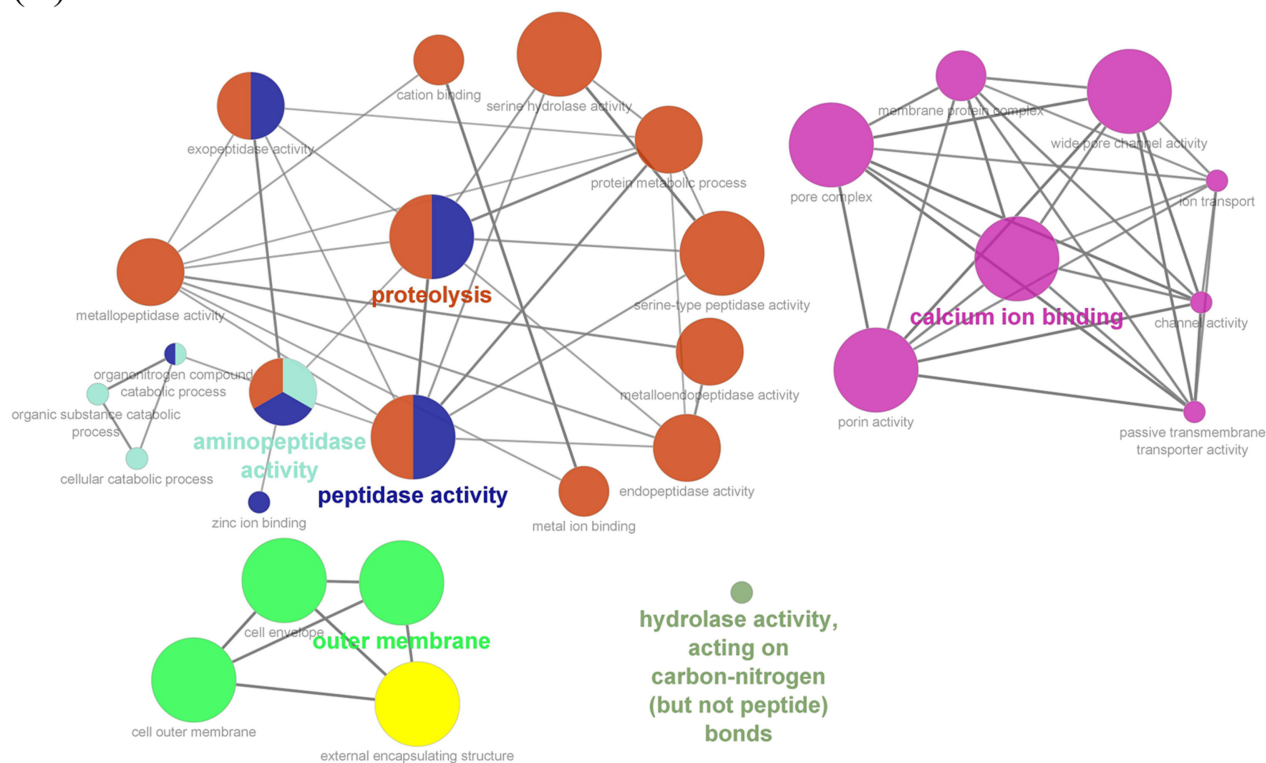 cation binding
serine hydrolase activity
exopeptidase activity
protein metabolic process
proteolysis
serine-type peptidase activity
metallopeptidase activity
organonitrogen compound
catabolic process
metalloendopeptidase activity
organic substance catabolic
process
aminopeptidase
activity
cellular catabolic process
peptidase activity
endopeptidase activity
zinc ion binding
metal ion binding
membrane protein complex
wide pore channel activity
pore complex
ion transport
calcium ion binding
channel activity
porin activity
passive transmembrane
transporter activity
cell envelope
outer membrane
cell outer membrane
external encapsulating structure
hydrolase activity,
acting on
carbon-nitrogen
(but not peptide)
bonds